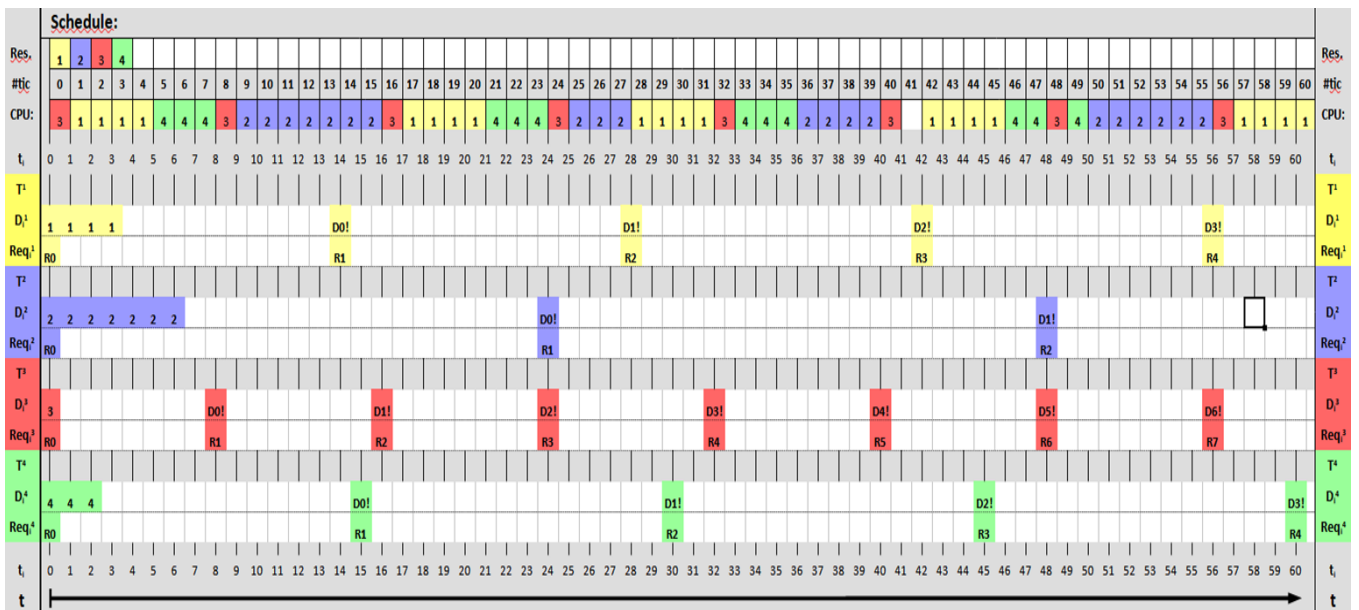 Schedule:
Res. 1 2 3 4 Res.
#tic 0 1 2 3 4 5 6 7 8 9 10 11 12 13 14 15 16 17 18 19 20 21 22 23 24 25 26 27 28 29 30 31 32 33 34 35 36 37 38 39 40 41 42 43 44 45 46 47 48 49 50 51 52 53 54 55 56 57 58 59 60 #tic
CPU: 3 1 1 1 1 4 4 4 3 2 2 2 2 2 2 2 3 1 1 1 1 4 4 4 3 2 2 2 1 1 1 1 3 4 4 4 2 2 2 2 3 1 1 1 1 4 4 3 4 2 2 2 2 2 2 3 1 1 1 1 CPU:
tᵢ 0 1 2 3 4 5 6 7 8 9 10 11 12 13 14 15 16 17 18 19 20 21 22 23 24 25 26 27 28 29 30 31 32 33 34 35 36 37 38 39 40 41 42 43 44 45 46 47 48 49 50 51 52 53 54 55 56 57 58 59 60 tᵢ
T¹ T¹
Dᵢ¹ 1 1 1 1 D0! D1! D2! D3! Dᵢ¹
Reqᵢ¹ R0 R1 R2 R3 R4 Reqᵢ¹
T² T²
Dᵢ² 2 2 2 2 2 2 2 D0! D1! Dᵢ²
Reqᵢ² R0 R1 R2 Reqᵢ²
T³ T³
Dᵢ³ 3 D0! D1! D2! D3! D4! D5! D6! Dᵢ³
Reqᵢ³ R0 R1 R2 R3 R4 R5 R6 R7 Reqᵢ³
T⁴ T⁴
Dᵢ⁴ 4 4 4 D0! D1! D2! D3! Dᵢ⁴
Reqᵢ⁴ R0 R1 R2 R3 R4 Reqᵢ⁴
tᵢ 0 1 2 3 4 5 6 7 8 9 10 11 12 13 14 15 16 17 18 19 20 21 22 23 24 25 26 27 28 29 30 31 32 33 34 35 36 37 38 39 40 41 42 43 44 45 46 47 48 49 50 51 52 53 54 55 56 57 58 59 60 tᵢ
t t